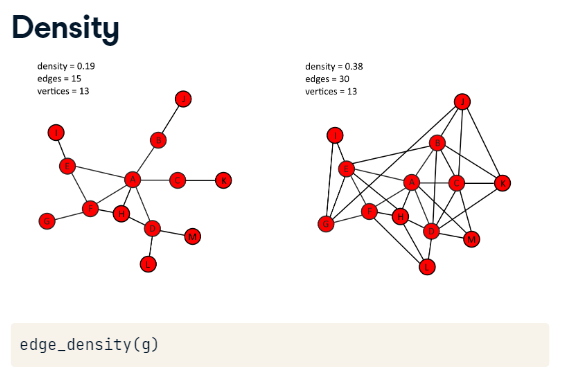 Density
density = 0.19
edges = 15
vertices = 13
J
I
B
E
A
C
K
F
H
G
D
M
L
density = 0.38
edges = 30
vertices = 13
J
I
B
E
A
C
K
F
H
G
D
M
L
edge_density(g)